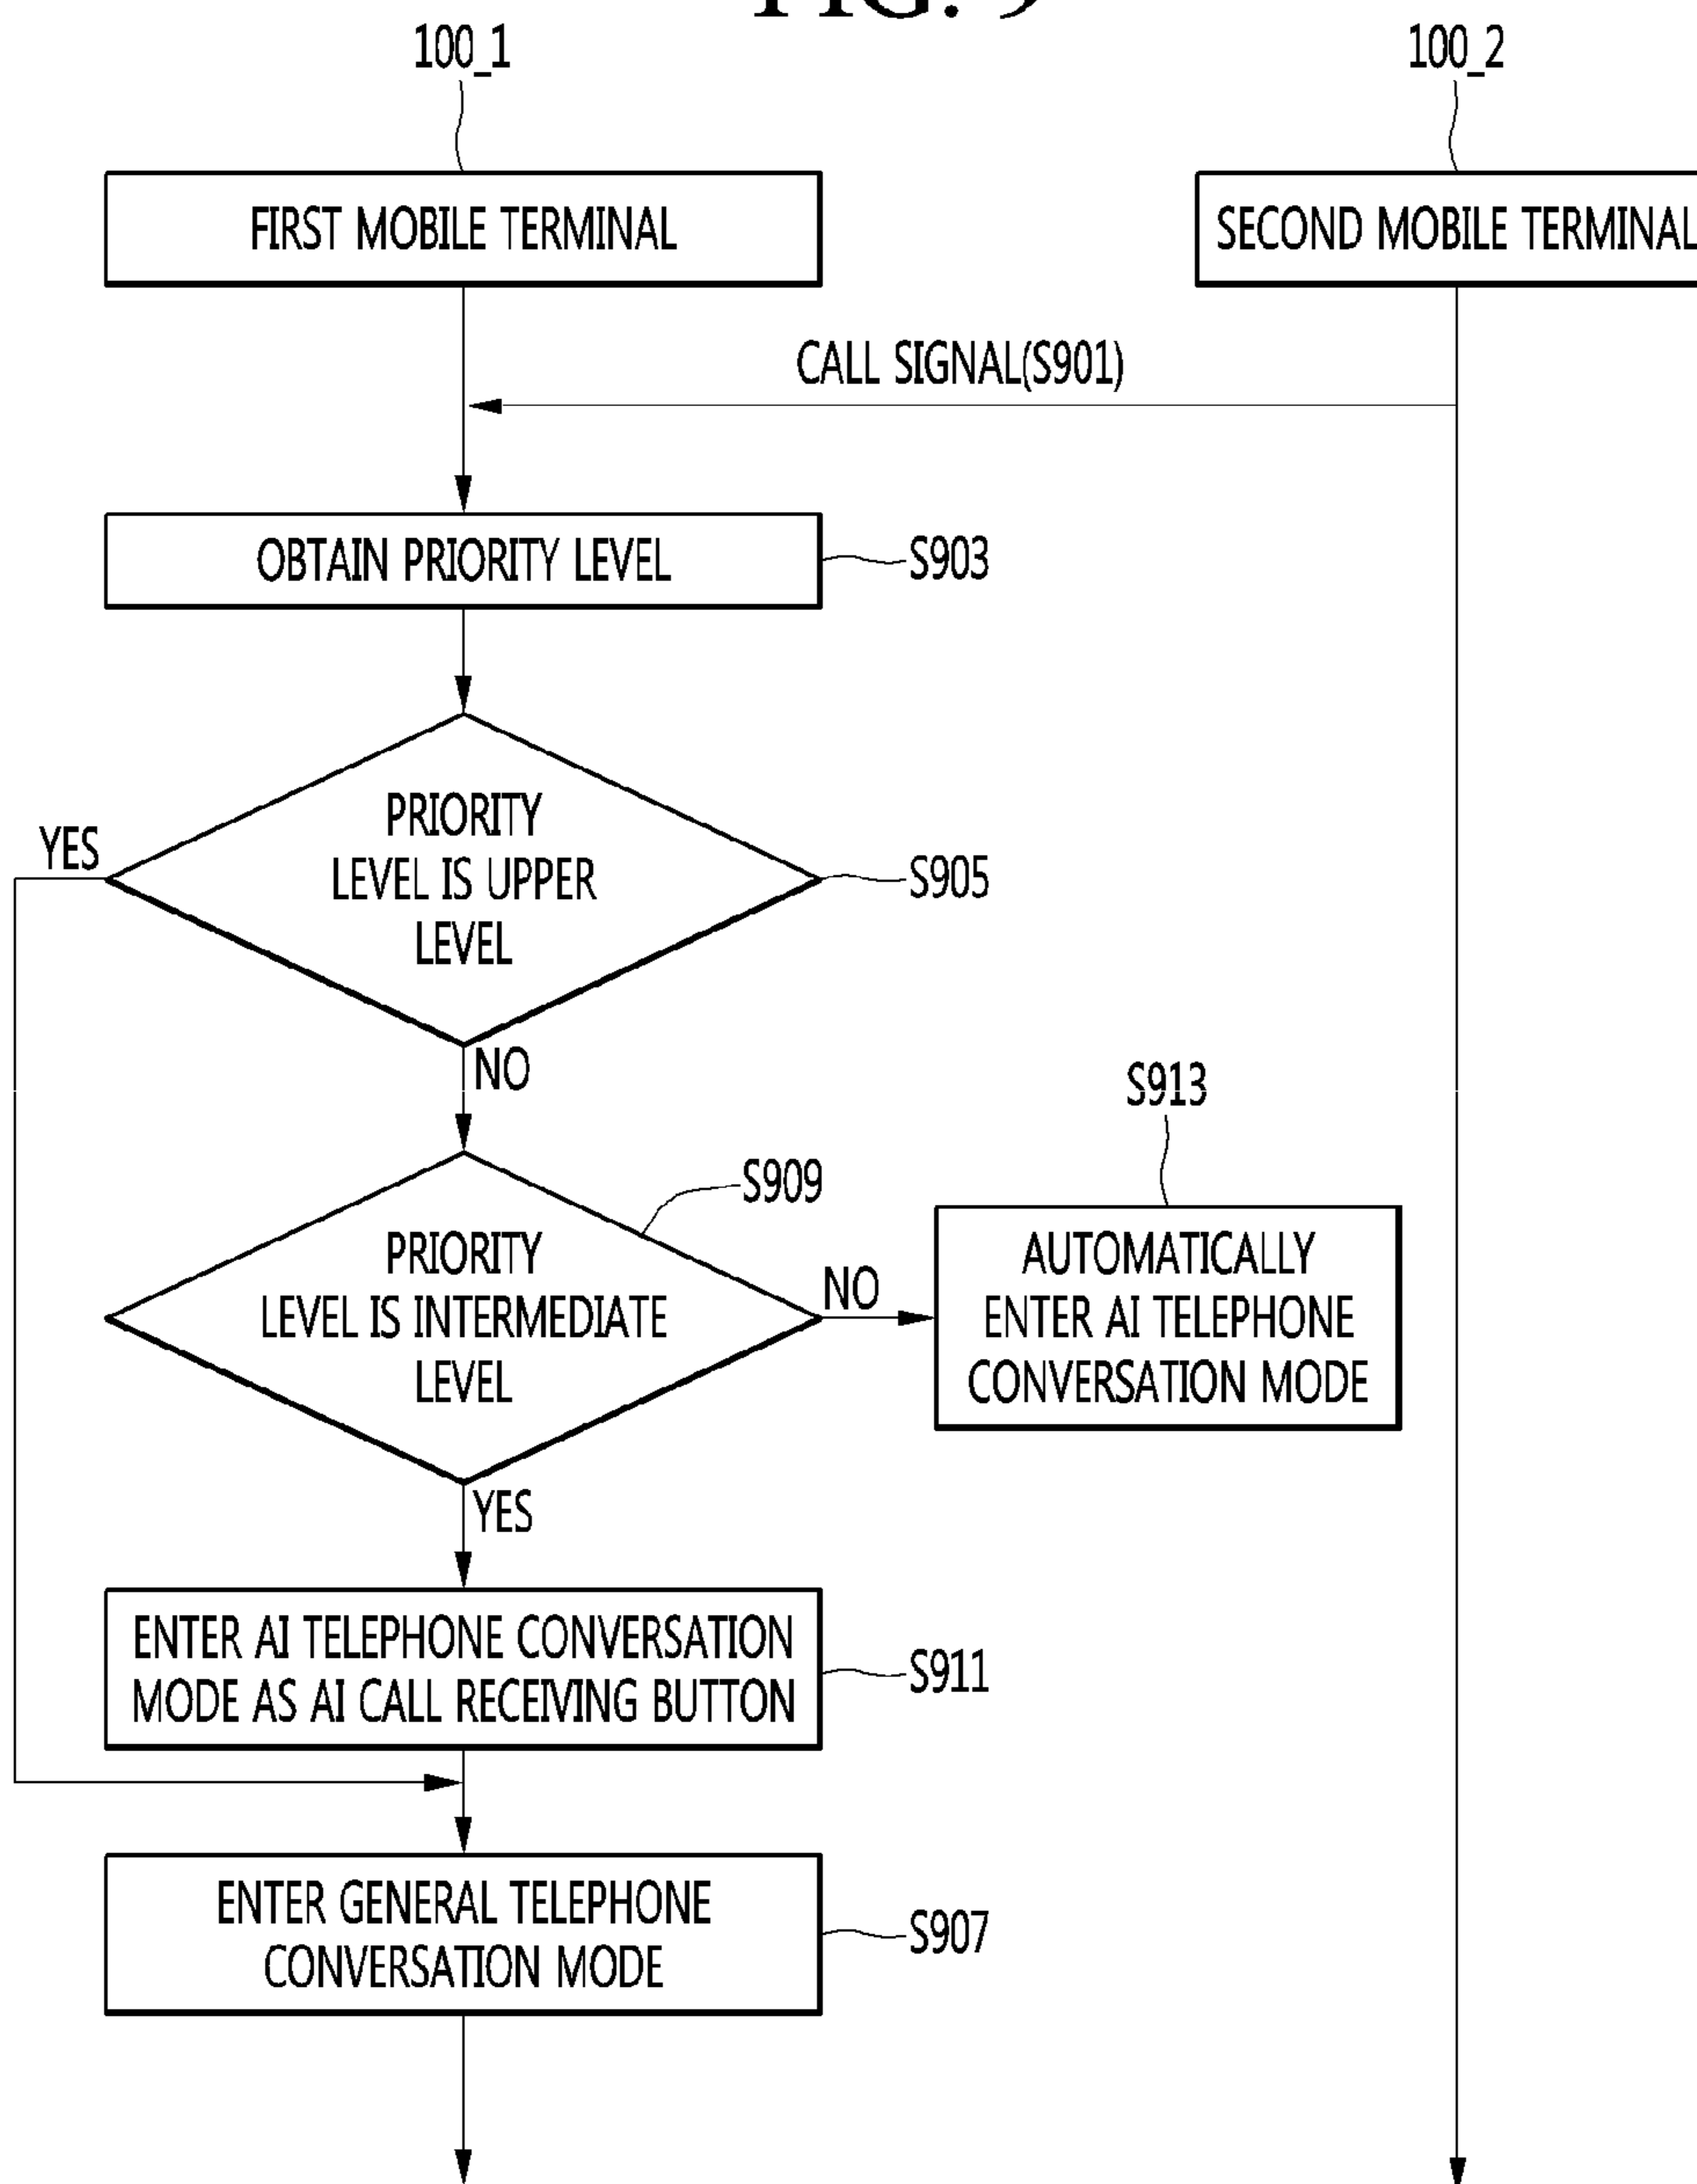 FIG. 9
100_1
100_2
FIRST MOBILE TERMINAL
SECOND MOBILE TERMINAL
CALL SIGNAL(S901)
OBTAIN PRIORITY LEVEL
S903
PRIORITY
LEVEL IS UPPER
LEVEL
YES
S905
NO
S913
S909
PRIORITY
LEVEL IS INTERMEDIATE
LEVEL
NO
AUTOMATICALLY
ENTER AI TELEPHONE
CONVERSATION MODE
YES
ENTER AI TELEPHONE CONVERSATION
MODE AS AI CALL RECEIVING BUTTON
S911
ENTER GENERAL TELEPHONE
CONVERSATION MODE
S907